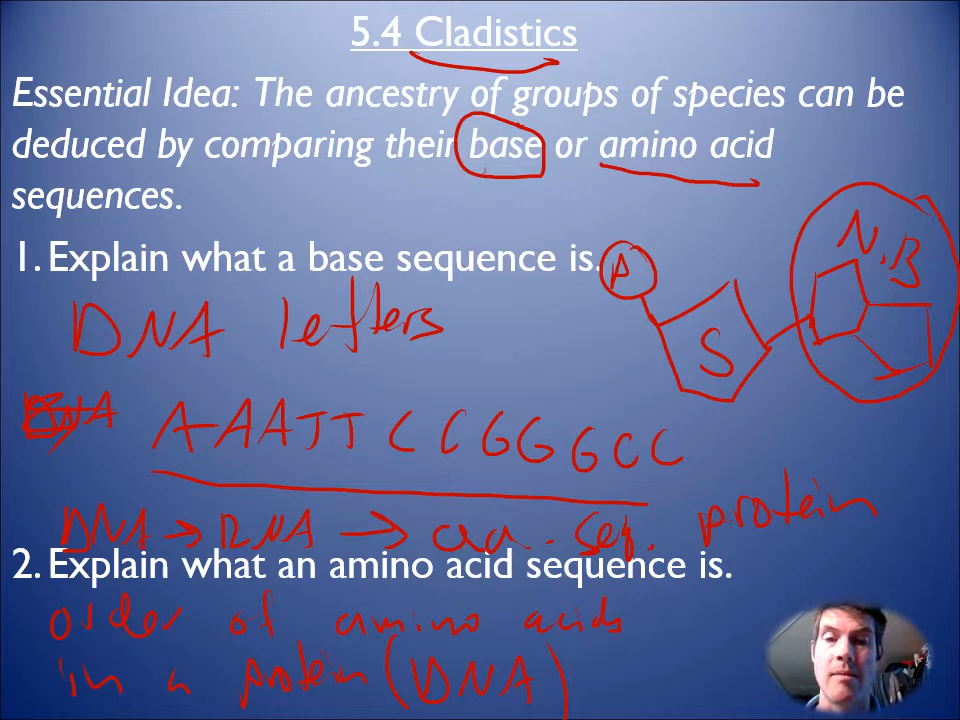 5.4 Cladistics
Essential Idea: The ancestry of groups of species can be
deduced by comparing their base or amino acid
sequences.
1. Explain what a base sequence is.
P
S
N.B
DNA letters
A A A T T C C G G G C C
DNA → RNA → aa. seq. protein
2. Explain what an amino acid sequence is.
order of amino acids
in a protein (DNA)